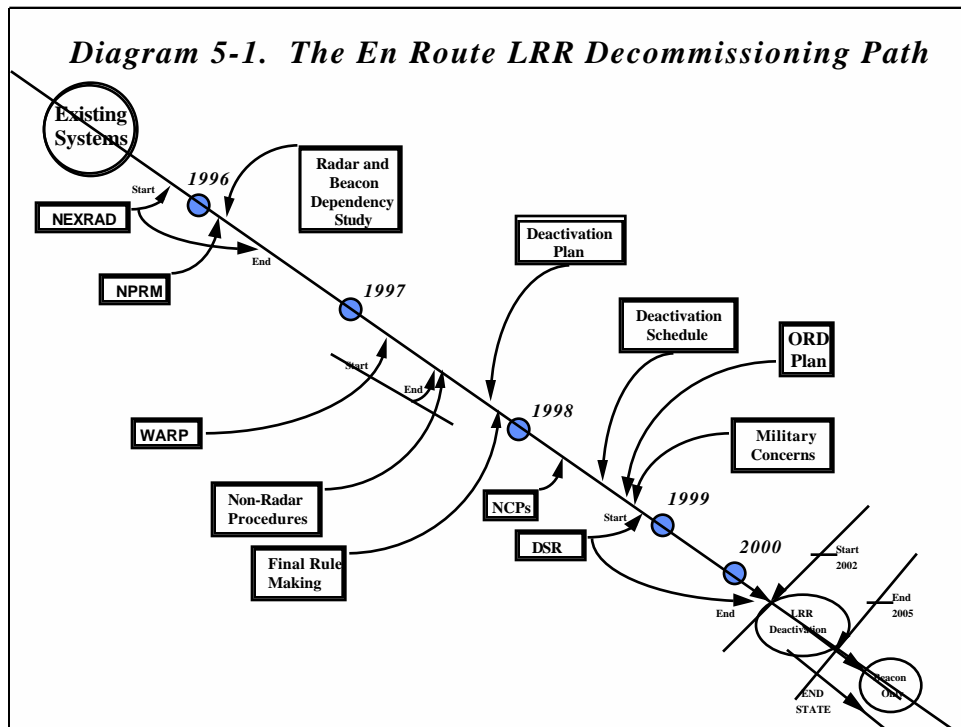 Diagram 5-1. The En Route LRR Decommissioning Path
Existing
Systems
1996
Radar and
Beacon
Dependency
Study
Start
NEXRAD
End
NPRM
1997
Deactivation
Plan
Deactivation
Schedule
ORD
Plan
Start
End
WARP
1998
Military
Concerns
Non-Radar
Procedures
NCPs
1999
Start
DSR
Final Rule
Making
2000
Start
2002
End
End
2005
LRR
Deactivation
Beacon
Only
END
STATE